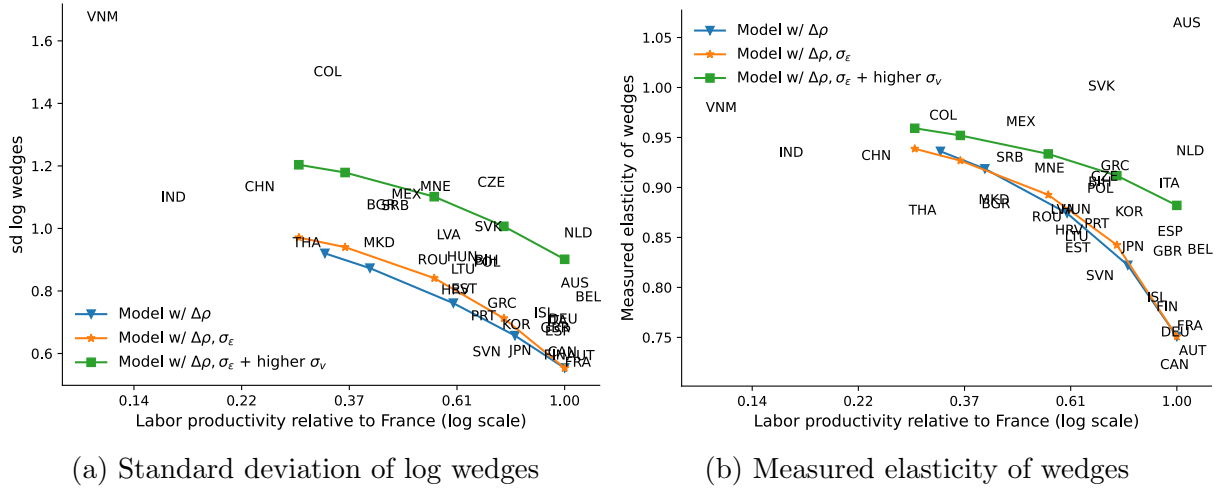 VNM
COL
IND
CHN
MEX
MNE
CZE
BGR
SRB
SVK
NLD
LVA
THA
MKD
ROU
HUN
LTU
POL
HRV
EST
AUS
BEL
GRC
PRT
KOR
ISL
DEU
ESP
SVN
JPN
CAN
FIN
AUT
FRA
Model w/ Δρ
Model w/ Δρ, σε
Model w/ Δρ, σε + higher σv
0.6
0.8
1.0
1.2
1.4
1.6
sd log wedges
0.14
0.22
0.37
0.61
1.00
Labor productivity relative to France (log scale)
(a) Standard deviation of log wedges
Model w/ Δρ
Model w/ Δρ, σε
Model w/ Δρ, σε + higher σv
AUS
SVK
VNM
COL
MEX
IND
CHN
SRB
MNE
GRC
CZE
NLD
POL
ITA
THA
MKD
BGR
LVA
HUN
KOR
ROU
PRT
HRV
LTU
EST
JPN
ESP
GBR
BEL
SVN
ISL
FIN
FRA
DEU
AUT
CAN
0.75
0.80
0.85
0.90
0.95
1.00
1.05
Measured elasticity of wedges
0.14
0.22
0.37
0.61
1.00
Labor productivity relative to France (log scale)
(b) Measured elasticity of wedges